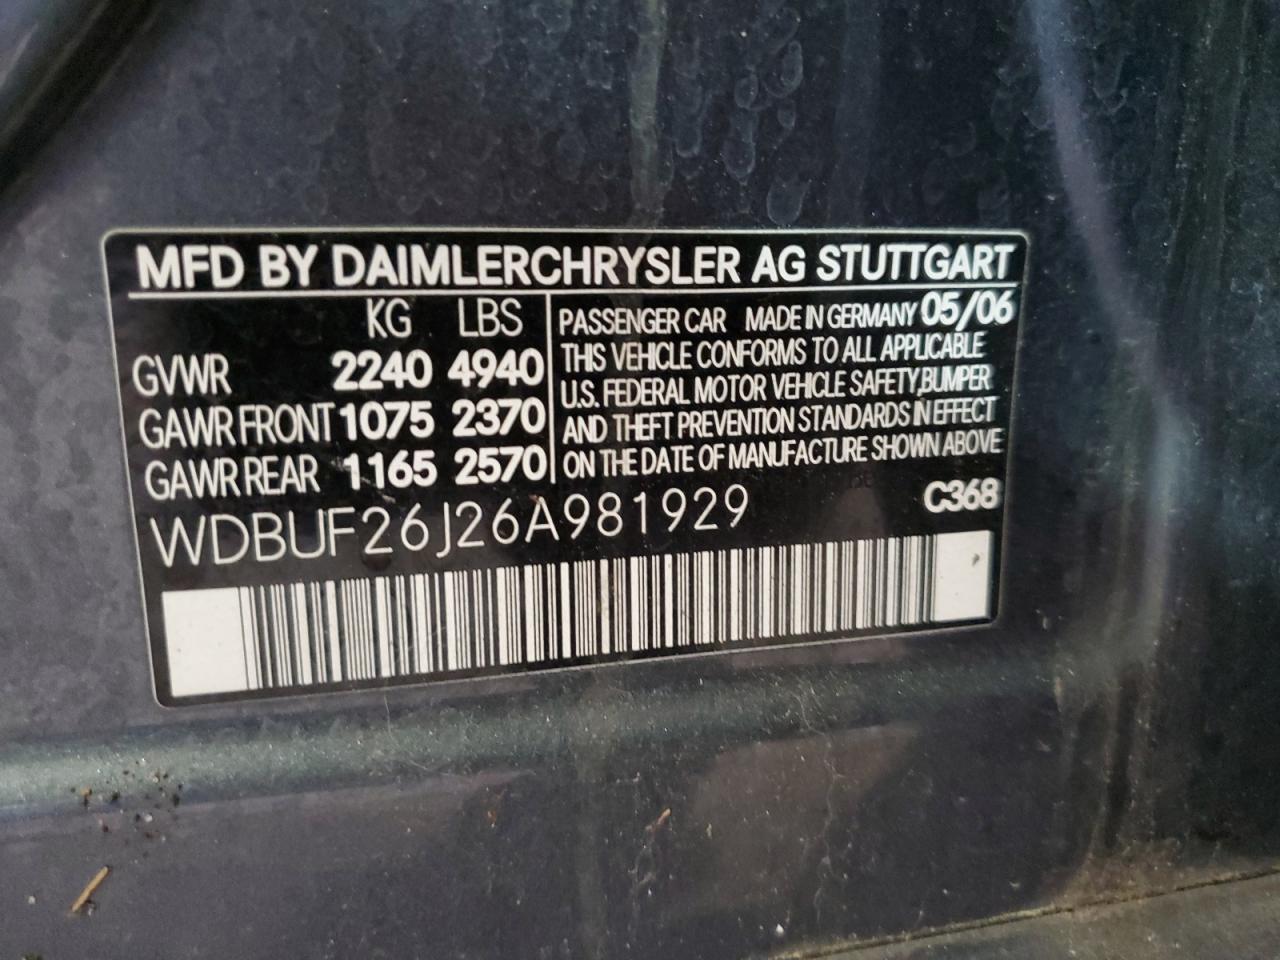 MFD BY DAIMLERCHRYSLER AG STUTTGART
KG LBS
GVWR 2240 4940
GAWR FRONT 1075 2370
GAWR REAR 1165 2570
PASSENGER CAR MADE IN GERMANY 05/06
THIS VEHICLE CONFORMS TO ALL APPLICABLE
U.S. FEDERAL MOTOR VEHICLE SAFETY,BUMPER
AND THEFT PREVENTION STANDARDS IN EFFECT
ON THE DATE OF MANUFACTURE SHOWN ABOVE
WDBUF26J26A981929 C368